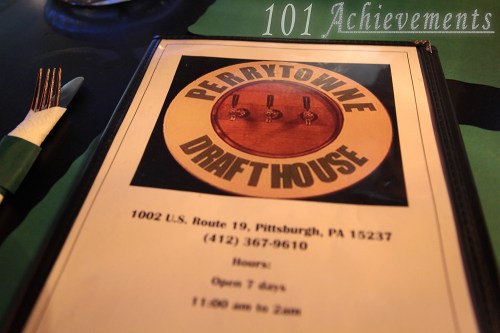 101 Achievements
PERRYTOWNE
DRAFT HOUSE
1002 U.S. Route 19, Pittsburgh, PA 15237
(412) 367-9610
Hours:
Open 7 days
11:00 am to 2am